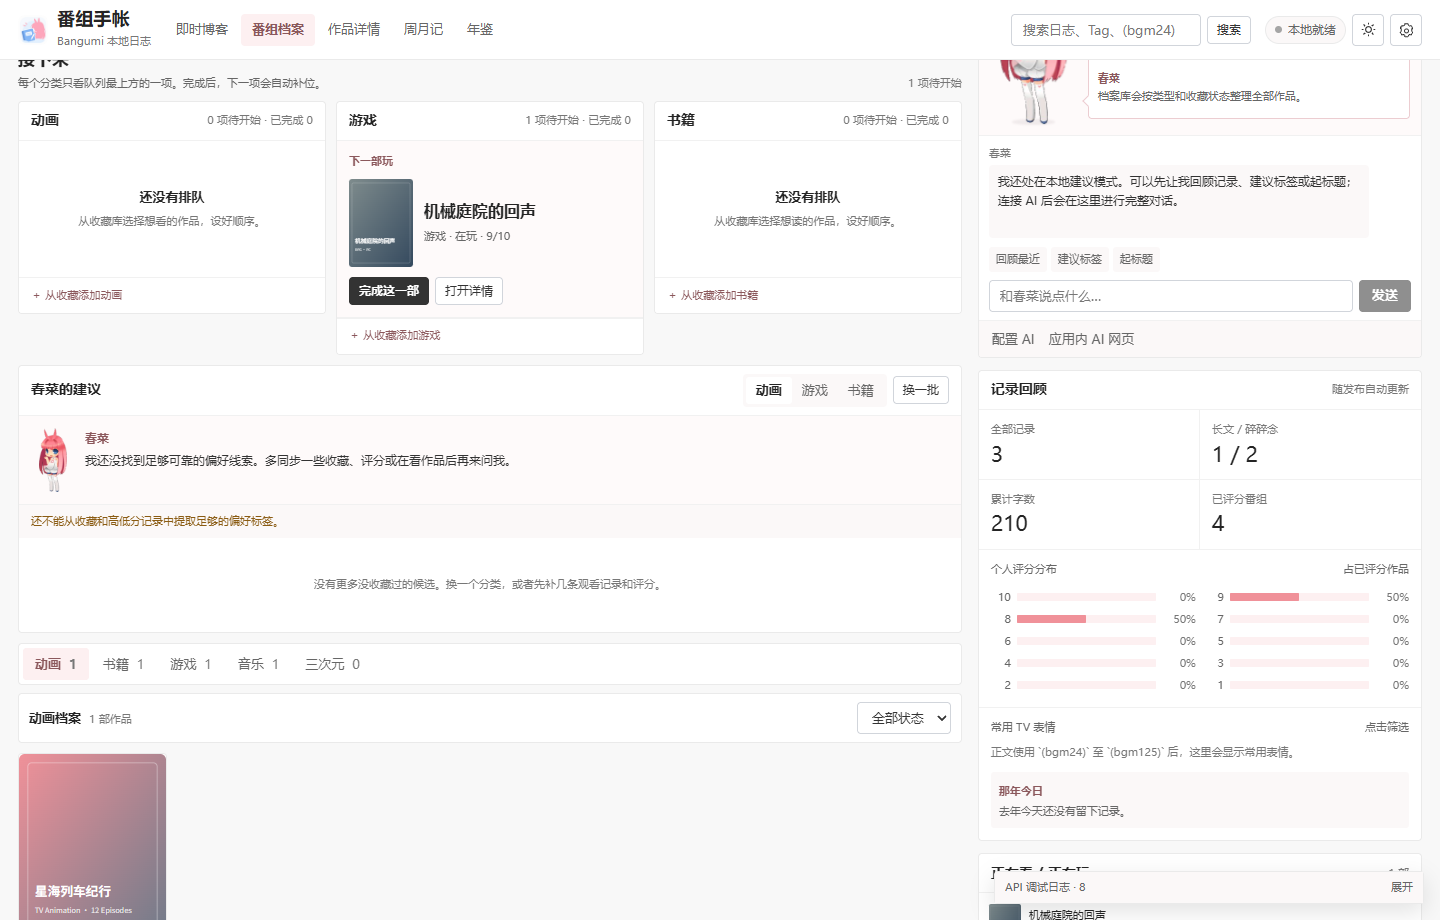 番组手帐
Bangumi 本地日志
即时博客
番组档案
作品详情
周月记
年鉴
搜索日志、Tag、(bgm24)
搜索
本地就绪
接下来
每个分类只看队列最上方的一项。完成后，下一项会自动补位。
1 项待开始
动画
0 项待开始 · 已完成 0
还没有排队
从收藏库选择想看的作品，设好顺序。
+ 从收藏添加动画
游戏
1 项待开始 · 已完成 0
下一部玩
机械庭院的回声
机械庭院的回声
游戏 · 在玩 · 9/10
完成这一部
打开详情
+ 从收藏添加游戏
书籍
0 项待开始 · 已完成 0
还没有排队
从收藏库选择想读的作品，设好顺序。
+ 从收藏添加书籍
春菜的建议
动画
游戏
书籍
换一批
春菜
我还没找到足够可靠的偏好线索。多同步一些收藏、评分或在看作品后再来问我。
还不能从收藏和高低分记录中提取足够的偏好标签。
没有更多没收藏过的候选。换一个分类，或者先补几条观看记录和评分。
动画 1
书籍 1
游戏 1
音乐 1
三次元 0
动画档案 1 部作品
全部状态
星海列车纪行
TV Animation • 12 Episodes
春菜
档案库会按类型和收藏状态整理全部作品。
春菜
我还处在本地建议模式。可以先让我回顾记录、建议标签或起标题；
连接 AI 后会在这里进行完整对话。
回顾最近
建议标签
起标题
和春菜说点什么...
发送
配置 AI
应用内 AI 网页
记录回顾
随发布自动更新
全部记录
3
长文 / 碎碎念
1 / 2
累计字数
210
已评分番组
4
个人评分分布
占已评分作品
10 0%
9 50%
8 50%
7 0%
6 0%
5 0%
4 0%
3 0%
2 0%
1 0%
常用 TV 表情
点击筛选
正文使用 `(bgm24)` 至 `(bgm125)` 后，这里会显示常用表情。
那年今日
去年今天还没有留下记录。
API 调试日志 · 8
展开
机械庭院的回声